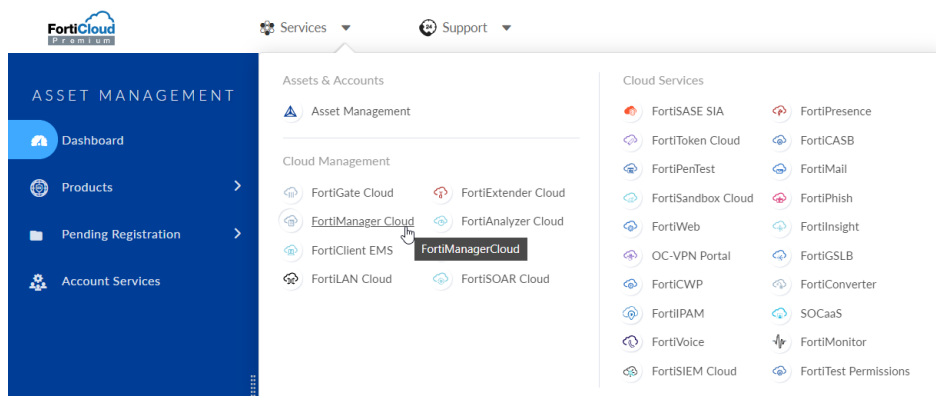 FortiCloud
Premium
Services
Support
24
ASSET MANAGEMENT
Dashboard
Products
Pending Registration
Account Services
Assets & Accounts
Asset Management
Cloud Management
FortiGate Cloud
FortiExtender Cloud
FortiManager Cloud
FortiAnalyzer Cloud
FortiClient EMS
FortiManagerCloud
FortiLAN Cloud
FortiSOAR Cloud
Cloud Services
FortiSASE SIA
FortiPresence
FortiToken Cloud
FortiCASB
FortiPenTest
FortiMail
FortiSandbox Cloud
FortiPhish
FortiWeb
FortiInsight
OC-VPN Portal
FortiGSLB
FortiCWP
FortiConverter
FortiIPAM
SOCaaS
FortiVoice
FortiMonitor
FortiSIEM Cloud
FortiTest Permissions